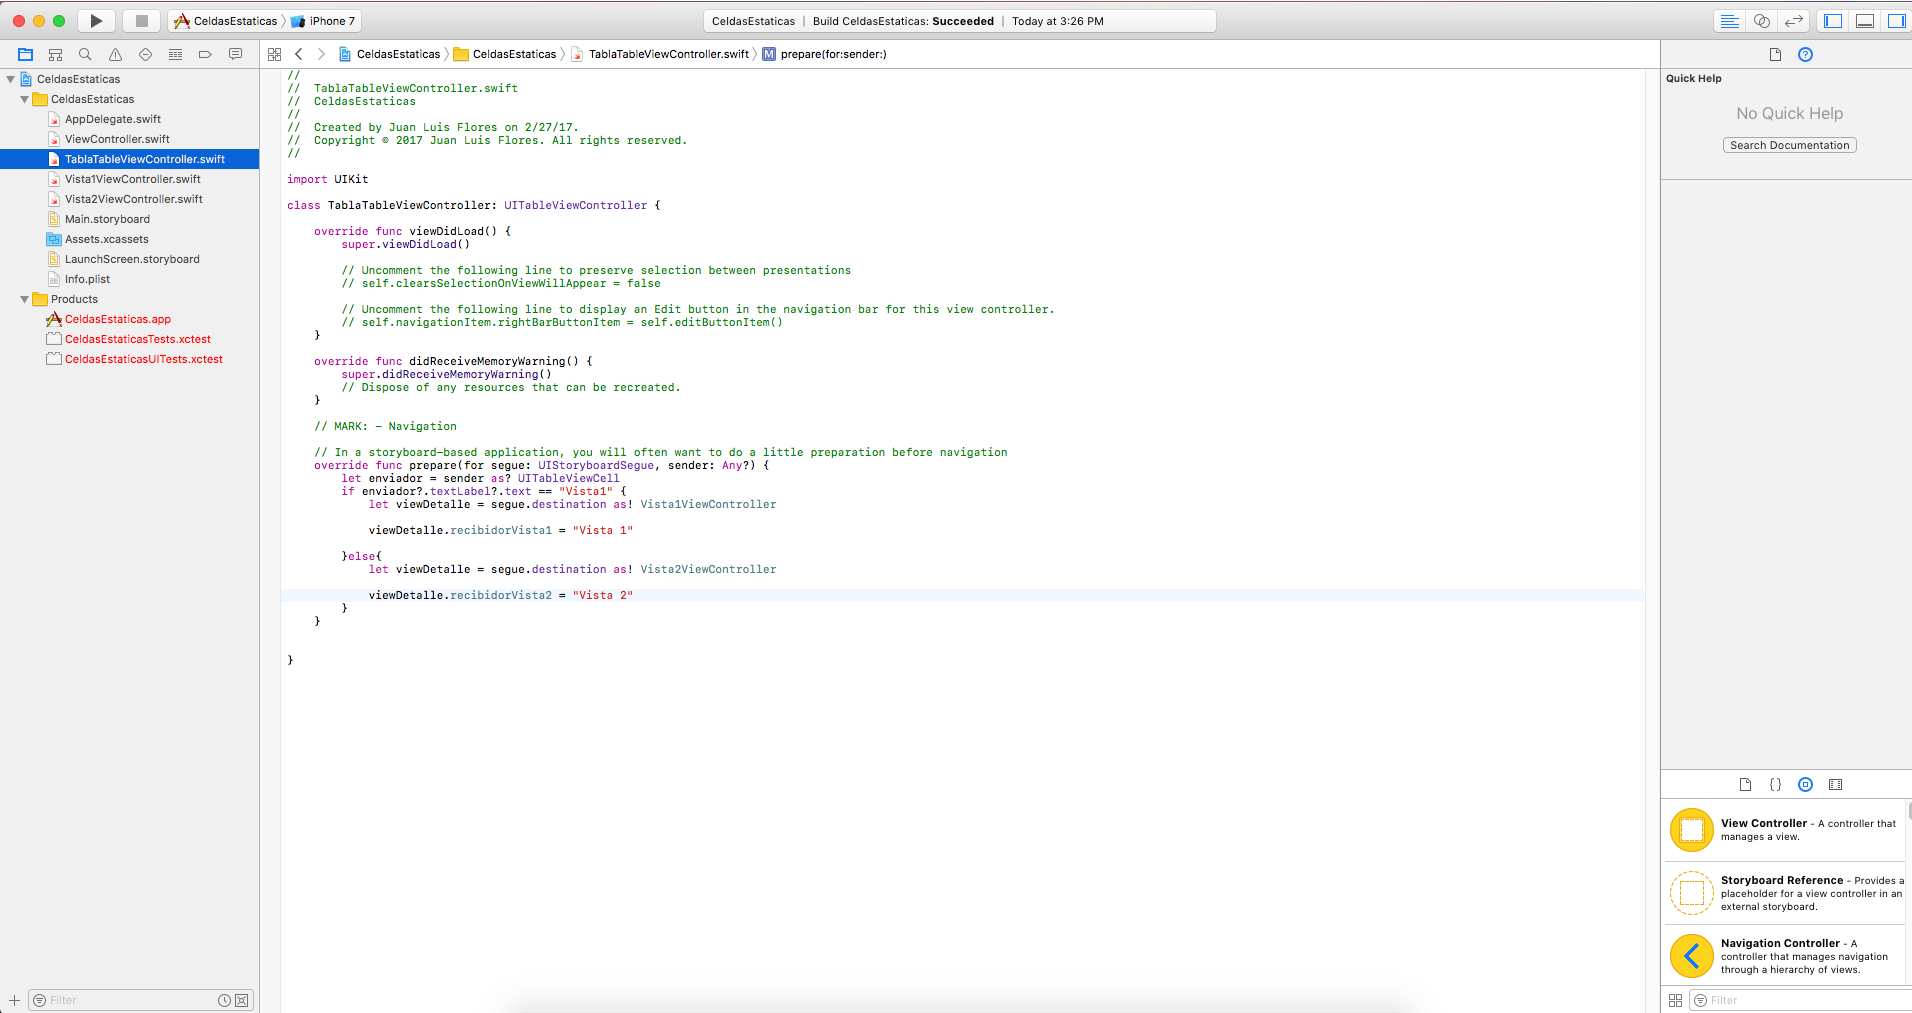 CeldasEstaticas
iPhone 7
CeldasEstaticas | Build CeldasEstaticas: Succeeded | Today at 3:26 PM
CeldasEstaticas
CeldasEstaticas
TablaTableViewController.swift
M prepare(for:sender:)
CeldasEstaticas
CeldasEstaticas
AppDelegate.swift
ViewController.swift
TablaTableViewController.swift
Vista1ViewController.swift
Vista2ViewController.swift
Main.storyboard
Assets.xcassets
LaunchScreen.storyboard
Info.plist
Products
CeldasEstaticas.app
CeldasEstaticasTests.xctest
CeldasEstaticasUITests.xctest
Filter
//
//  TablaTableViewController.swift
//  CeldasEstaticas
//
//  Created by Juan Luis Flores on 2/27/17.
//  Copyright © 2017 Juan Luis Flores. All rights reserved.
//
import UIKit
class TablaTableViewController: UITableViewController {
    override func viewDidLoad() {
        super.viewDidLoad()
        // Uncomment the following line to preserve selection between presentations
        // self.clearsSelectionOnViewWillAppear = false
        // Uncomment the following line to display an Edit button in the navigation bar for this view controller.
        // self.navigationItem.rightBarButtonItem = self.editButtonItem()
    }
    override func didReceiveMemoryWarning() {
        super.didReceiveMemoryWarning()
        // Dispose of any resources that can be recreated.
    }
    // MARK: - Navigation
    // In a storyboard-based application, you will often want to do a little preparation before navigation
    override func prepare(for segue: UIStoryboardSegue, sender: Any?) {
        let enviador = sender as? UITableViewCell
        if enviador?.textLabel?.text == "Vista1" {
            let viewDetalle = segue.destination as! Vista1ViewController
            viewDetalle.recibidorVista1 = "Vista 1"
        }else{
            let viewDetalle = segue.destination as! Vista2ViewController
            viewDetalle.recibidorVista2 = "Vista 2"
        }
    }
}
Quick Help
No Quick Help
Search Documentation
{}
View Controller - A controller that
manages a view.
Storyboard Reference - Provides a
placeholder for a view controller in an
external storyboard.
Navigation Controller - A
controller that manages navigation
through a hierarchy of views.
Filter